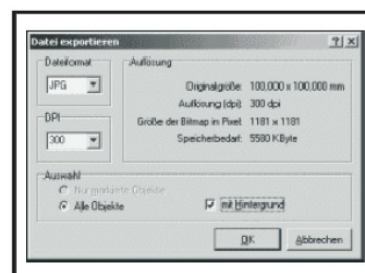 Datei exportieren
Dateiformat
JPG
DPI
300
Auflösung
Originalgröße: 100,000 x 100,000 mm
Auflösung (dpi): 300 dpi
Größe der Bitmap in Pixel: 1181 x 1181
Speicherbedarf: 5580 KByte
Auswahl
Nur markierte Objekte
Alle Objekte
mit Hintergrund
OK
Abbrechen